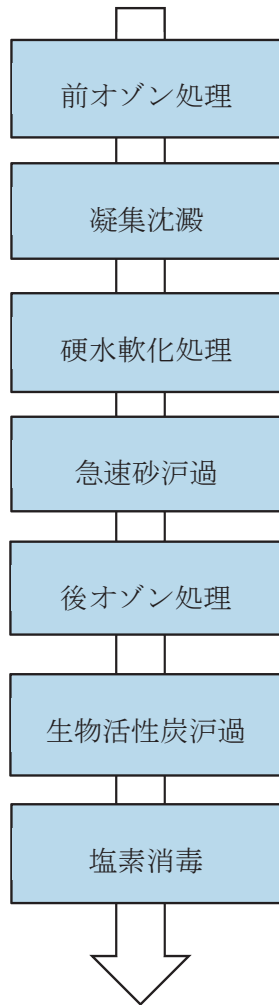 前オゾン処理
凝集沈澱
硬水軟化処理
急速砂沪過
後オゾン処理
生物活性炭沪過
塩素消毒